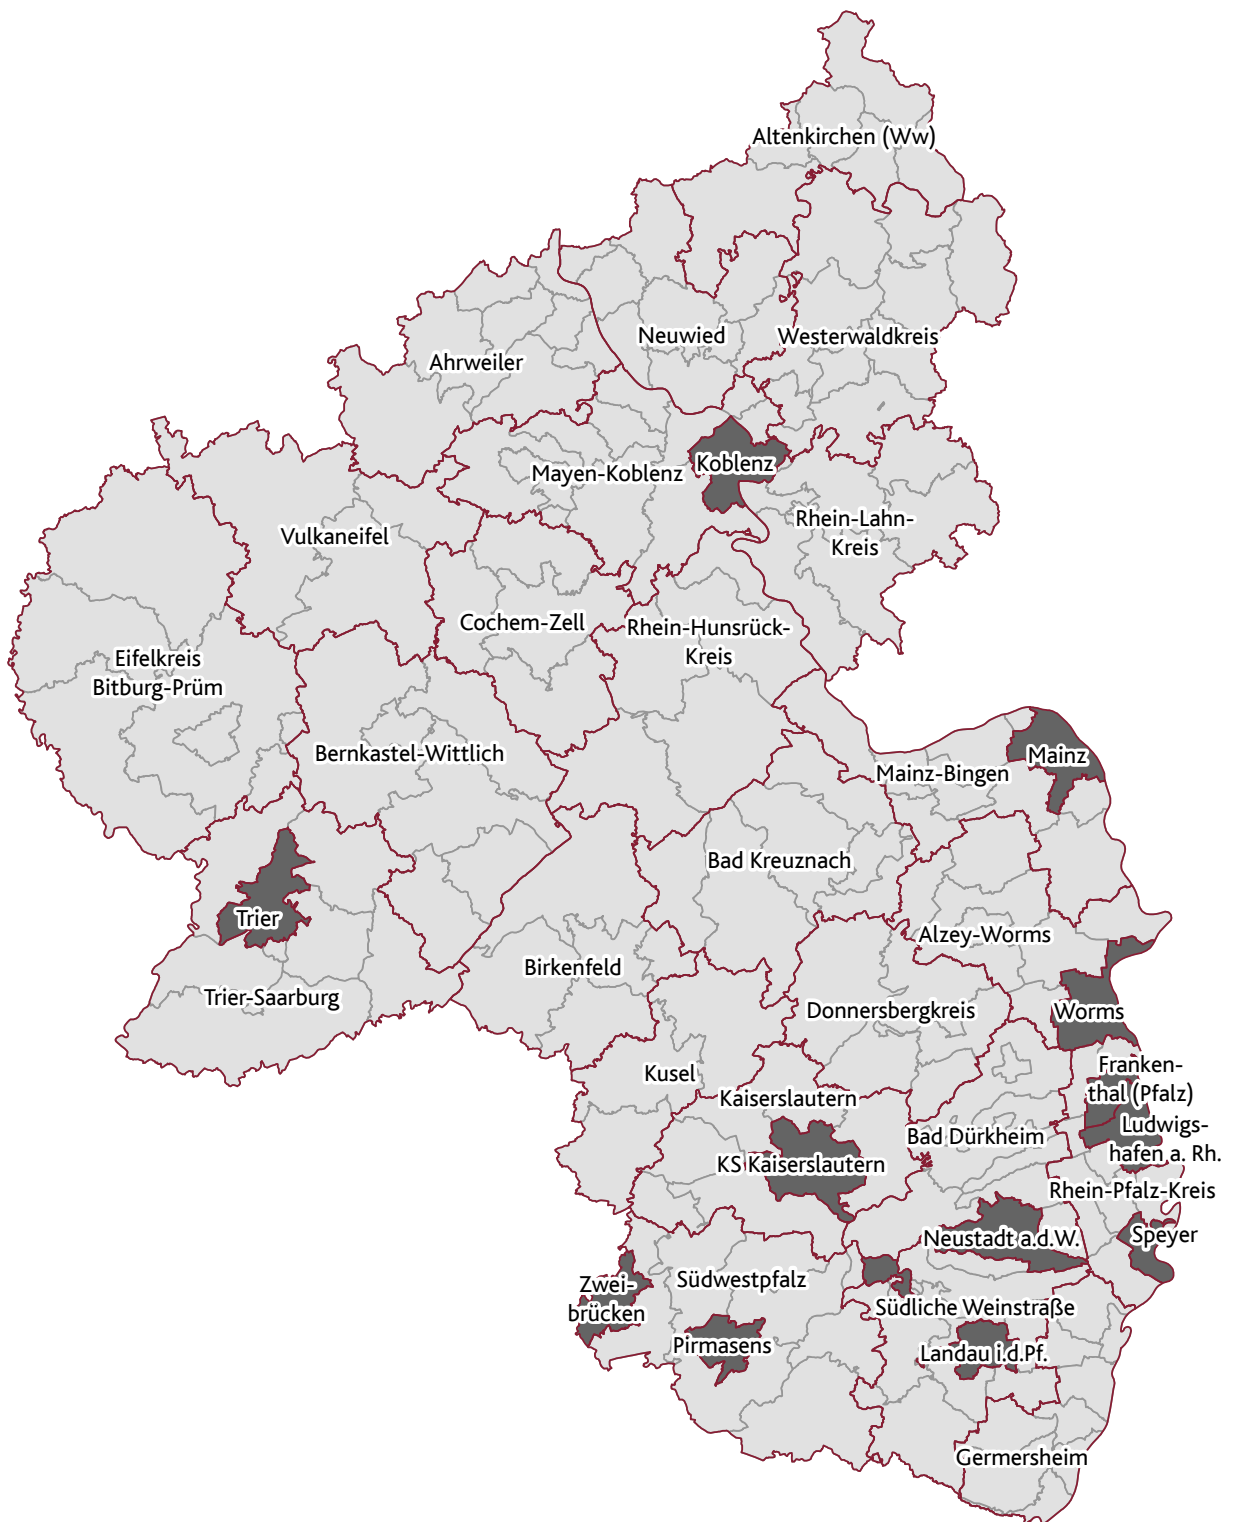 Altenkirchen (Ww)
Neuwied
Westerwaldkreis
Ahrweiler
Koblenz
Mayen-Koblenz
Rhein-Lahn-
Kreis
Vulkaneifel
Cochem-Zell
Rhein-Hunsrück-
Kreis
Eifelkreis
Bitburg-Prüm
Bernkastel-Wittlich
Mainz
Mainz-Bingen
Bad Kreuznach
Trier
Alzey-Worms
Birkenfeld
Trier-Saarburg
Donnersbergkreis
Worms
Kusel
Franken-
thal (Pfalz)
Kaiserslautern
Ludwigs-
hafen a. Rh.
Bad Dürkheim
KS Kaiserslautern
Rhein-Pfalz-Kreis
Neustadt a.d.W.
Speyer
Südwestpfalz
Zwei-
brücken
Südliche Weinstraße
Pirmasens
Landau i.d.Pf.
Germersheim